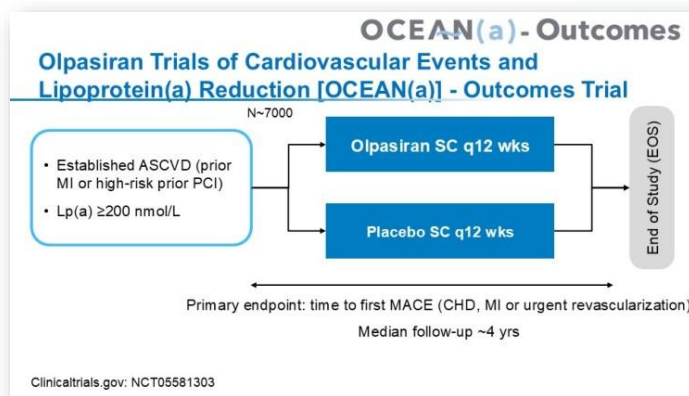 OCEAN(a)-Outcomes
Olpasiran Trials of Cardiovascular Events and
Lipoprotein(a) Reduction [OCEAN(a)] - Outcomes Trial
N~7000
• Established ASCVD (prior
MI or high-risk prior PCI)
• Lp(a) ≥200 nmol/L
Olpasiran SC q12 wks
Placebo SC q12 wks
End of Study (EOS)
Primary endpoint: time to first MACE (CHD, MI or urgent revascularization)
Median follow-up ~4 yrs
Clinicaltrials.gov: NCT05581303